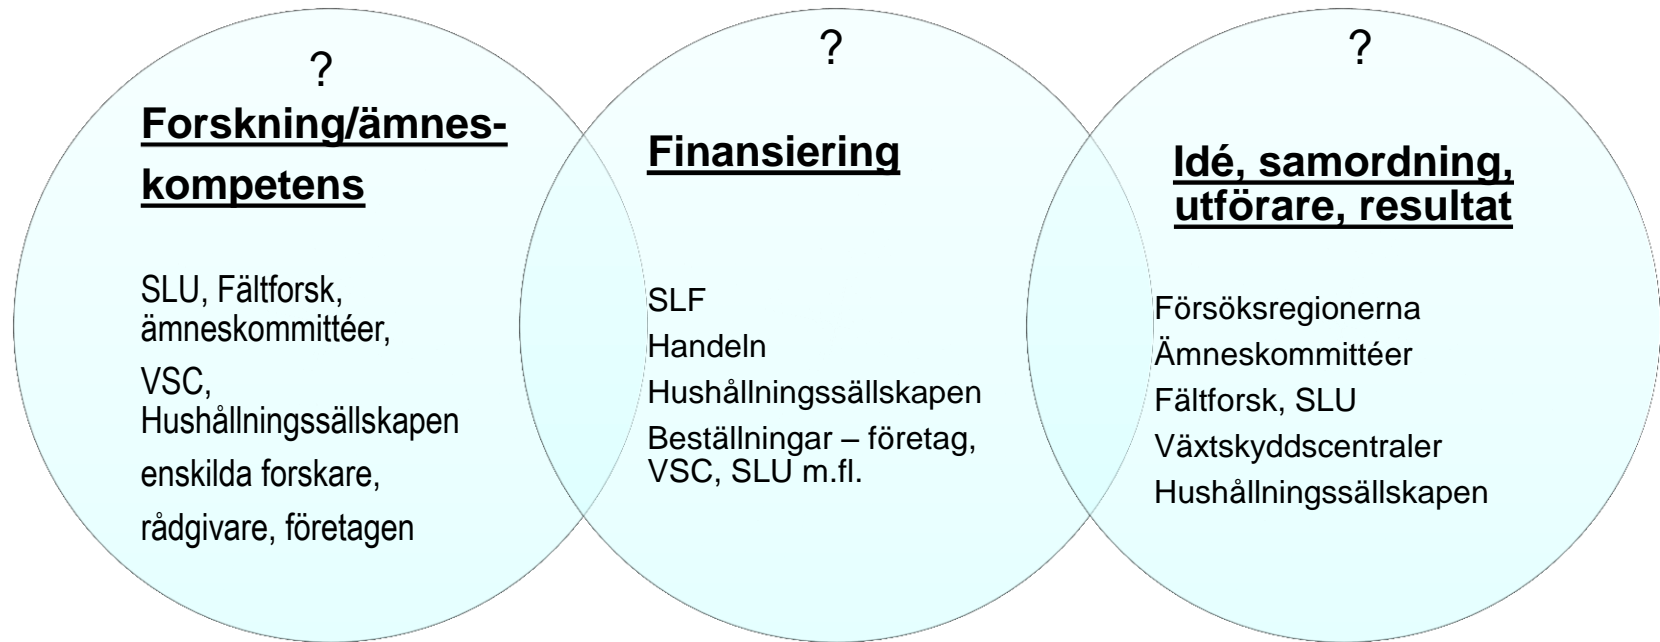 ?
Forskning/ämnes-
kompetens
SLU, Fältforsk,
ämneskommittéer,
VSC,
Hushållningssällskapen
enskilda forskare,
rådgivare, företagen
?
Finansiering
SLF
Handeln
Hushållningssällskapen
Beställningar – företag,
VSC, SLU m.fl.
?
Idé, samordning,
utförare, resultat
Försöksregionerna
Ämneskommittéer
Fältforsk, SLU
Växtskyddscentraler
Hushållningssällskapen